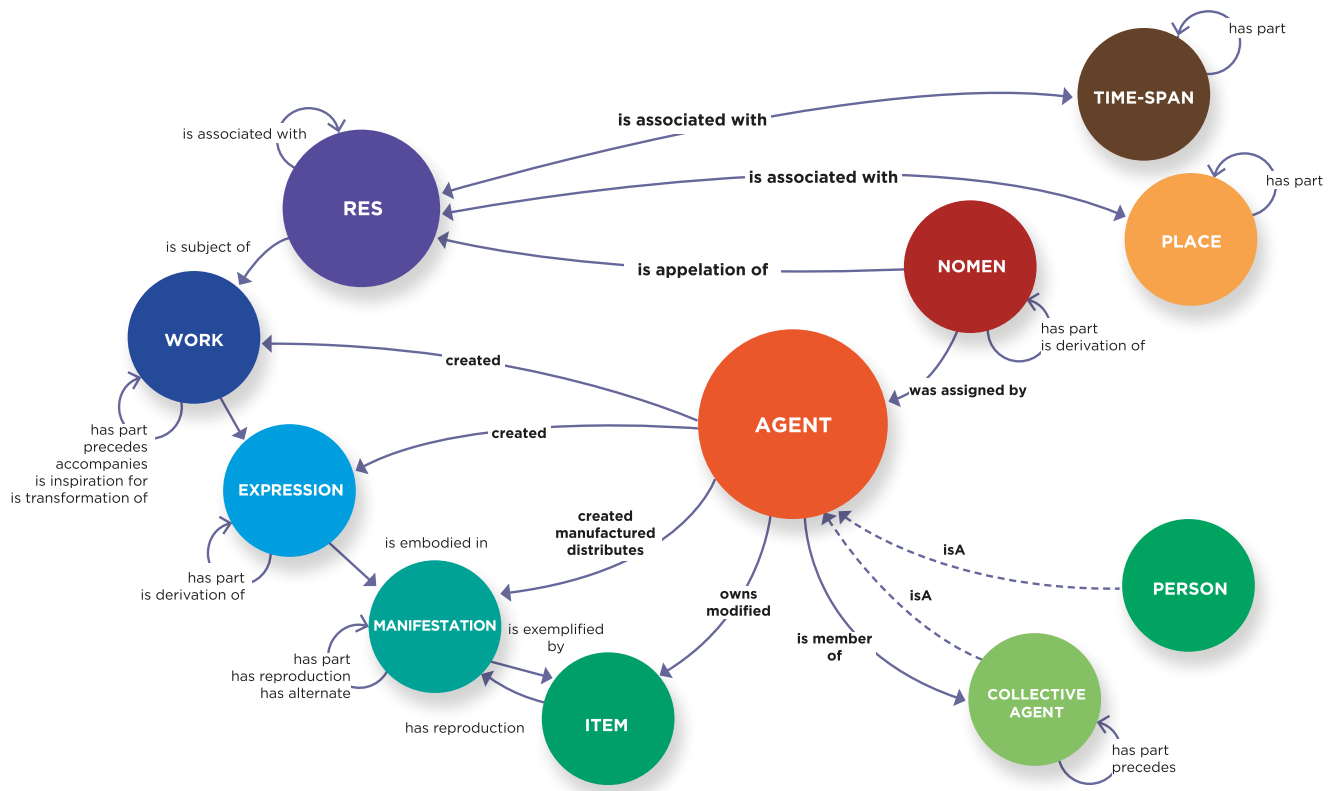 has part
TIME-SPAN
is associated with
is associated with
RES
is associated with
has part
PLACE
is subject of
NOMEN
is appelation of
has part
is derivation of
WORK
created
was assigned by
AGENT
has part
precedes
accompanies
is inspiration for
is transformation of
created
EXPRESSION
created
manufactured
distributes
is embodied in
isA
has part
is derivation of
owns
modified
isA
PERSON
MANIFESTATION
is exemplified
by
is member
of
has part
has reproduction
has alternate
COLLECTIVE
AGENT
has reproduction
ITEM
has part
precedes